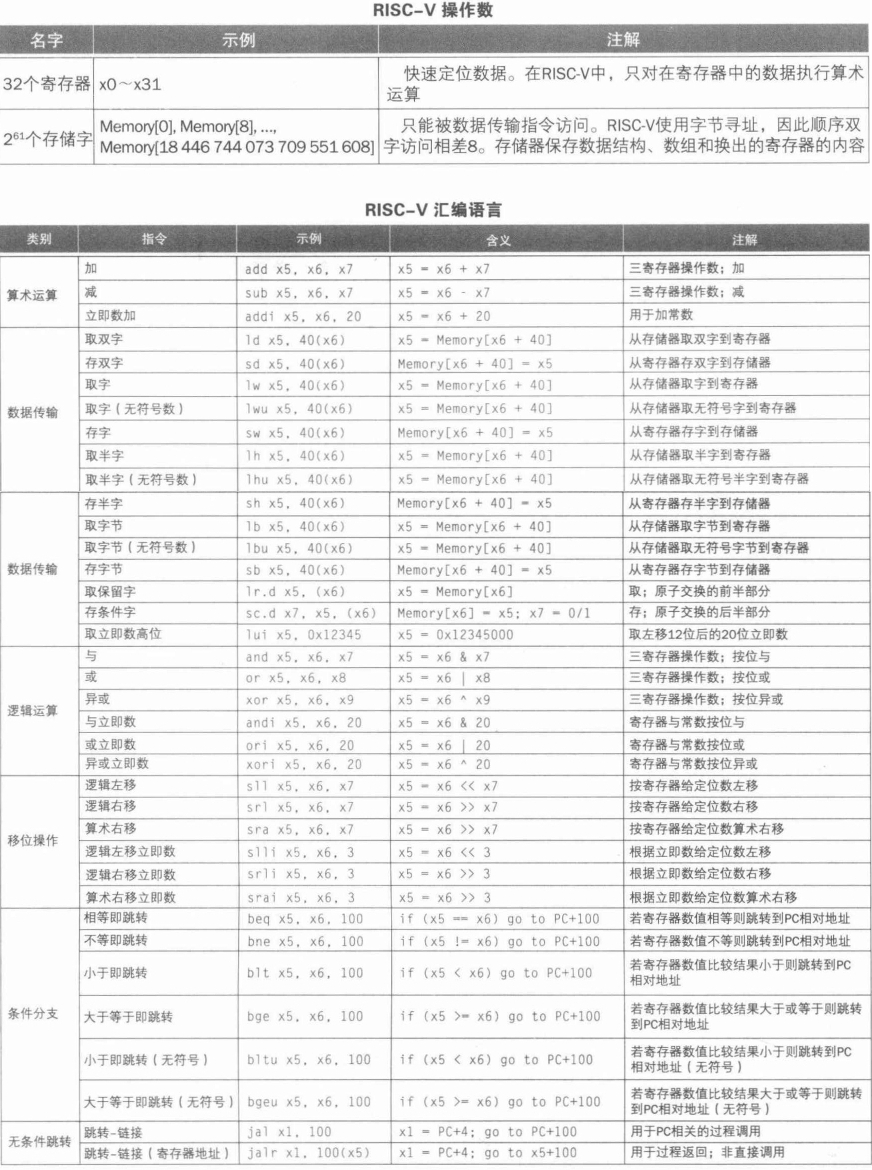 RISC–V 操作数
名字 示例 注解
32个寄存器 x0～x31 快速定位数据。在RISC-V中，只对在寄存器中的数据执行算术
运算
2⁶¹个存储字 Memory[0], Memory[8], ...,
Memory[18 446 744 073 709 551 608] 只能被数据传输指令访问。RISC-V使用字节寻址，因此顺序双
字访问相差8。存储器保存数据结构、数组和换出的寄存器的内容
RISC–V 汇编语言
类别 指令 示例 含义 注解
算术运算 加 add x5, x6, x7 x5 = x6 + x7 三寄存器操作数；加
减 sub x5, x6, x7 x5 = x6 - x7 三寄存器操作数；减
立即数加 addi x5, x6, 20 x5 = x6 + 20 用于加常数
数据传输 取双字 ld x5, 40(x6) x5 = Memory[x6 + 40] 从存储器取双字到寄存器
存双字 sd x5, 40(x6) Memory[x6 + 40] = x5 从寄存器存双字到存储器
取字 lw x5, 40(x6) x5 = Memory[x6 + 40] 从存储器取字到寄存器
取字（无符号数） lwu x5, 40(x6) x5 = Memory[x6 + 40] 从存储器取无符号字到寄存器
存字 sw x5, 40(x6) Memory[x6 + 40] = x5 从寄存器存字到存储器
取半字 lh x5, 40(x6) x5 = Memory[x6 + 40] 从存储器取半字到寄存器
取半字（无符号数） lhu x5, 40(x6) x5 = Memory[x6 + 40] 从存储器取无符号半字到寄存器
数据传输 存半字 sh x5, 40(x6) Memory[x6 + 40] = x5 从寄存器存半字到存储器
取字节 lb x5, 40(x6) x5 = Memory[x6 + 40] 从存储器取字节到寄存器
取字节（无符号数） lbu x5, 40(x6) x5 = Memory[x6 + 40] 从存储器取无符号字节到寄存器
存字节 sb x5, 40(x6) Memory[x6 + 40] = x5 从寄存器存字节到存储器
取保留字 lr.d x5, (x6) x5 = Memory[x6] 取；原子交换的前半部分
存条件字 sc.d x7, x5, (x6) Memory[x6] = x5; x7 = 0/1 存；原子交换的后半部分
取立即数高位 lui x5, 0x12345 x5 = 0x12345000 取左移12位后的20位立即数
逻辑运算 与 and x5, x6, x7 x5 = x6 & x7 三寄存器操作数；按位与
或 or x5, x6, x8 x5 = x6 | x8 三寄存器操作数；按位或
异或 xor x5, x6, x9 x5 = x6 ^ x9 三寄存器操作数；按位异或
与立即数 andi x5, x6, 20 x5 = x6 & 20 寄存器与常数按位与
或立即数 ori x5, x6, 20 x5 = x6 | 20 寄存器与常数按位或
异或立即数 xori x5, x6, 20 x5 = x6 ^ 20 寄存器与常数按位异或
移位操作 逻辑左移 sll x5, x6, x7 x5 = x6 << x7 按寄存器给定位数左移
逻辑右移 srl x5, x6, x7 x5 = x6 >> x7 按寄存器给定位数右移
算术右移 sra x5, x6, x7 x5 = x6 >> x7 按寄存器给定位数算术右移
逻辑左移立即数 slli x5, x6, 3 x5 = x6 << 3 根据立即数给定位数左移
逻辑右移立即数 srli x5, x6, 3 x5 = x6 >> 3 根据立即数给定位数右移
算术右移立即数 srai x5, x6, 3 x5 = x6 >> 3 根据立即数给定位数算术右移
条件分支 相等即跳转 beq x5, x6, 100 if (x5 == x6) go to PC+100 若寄存器数值相等则跳转到PC相对地址
不等即跳转 bne x5, x6, 100 if (x5 != x6) go to PC+100 若寄存器数值不等则跳转到PC相对地址
小于即跳转 blt x5, x6, 100 if (x5 < x6) go to PC+100 若寄存器数值比较结果小于则跳转到PC
相对地址
大于等于即跳转 bge x5, x6, 100 if (x5 >= x6) go to PC+100 若寄存器数值比较结果大于或等于则跳转
到PC相对地址
小于即跳转（无符号） bltu x5, x6, 100 if (x5 < x6) go to PC+100 若寄存器数值比较结果小于则跳转到PC
相对地址（无符号）
大于等于即跳转（无符号） bgeu x5, x6, 100 if (x5 >= x6) go to PC+100 若寄存器数值比较结果大于或等于则跳转
到PC相对地址（无符号）
无条件跳转 跳转–链接 jal x1, 100 x1 = PC+4; go to PC+100 用于PC相关的过程调用
跳转–链接（寄存器地址） jalr x1, 100(x5) x1 = PC+4; go to x5+100 用于过程返回；非直接调用